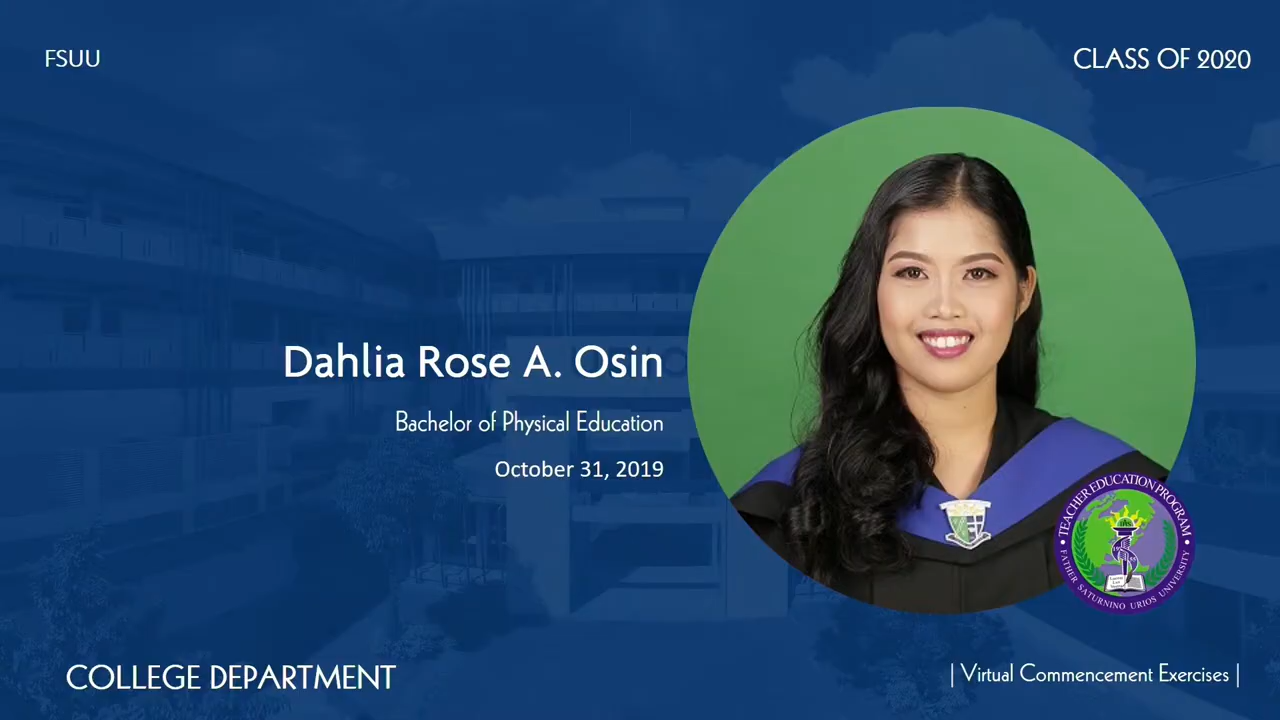 FSUU
CLASS OF 2020
Dahlia Rose A. Osin
Bachelor of Physical Education
October 31, 2019
TEACHER EDUCATION PROGRAM
FATHER SATURNINO URIOS UNIVERSITY
COLLEGE DEPARTMENT
| Virtual Commencement Exercises |